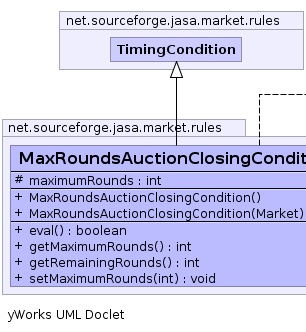 net.sourceforge.jasa.market.rules
TimingCondition
net.sourceforge.jasa.market.rules
MaxRoundsAuctionClosingCondit
# maximumRounds : int
+ MaxRoundsAuctionClosingCondition()
+ MaxRoundsAuctionClosingCondition(Market)
+ eval() : boolean
+ getMaximumRounds() : int
+ getRemainingRounds() : int
+ setMaximumRounds(int) : void
yWorks UML Doclet